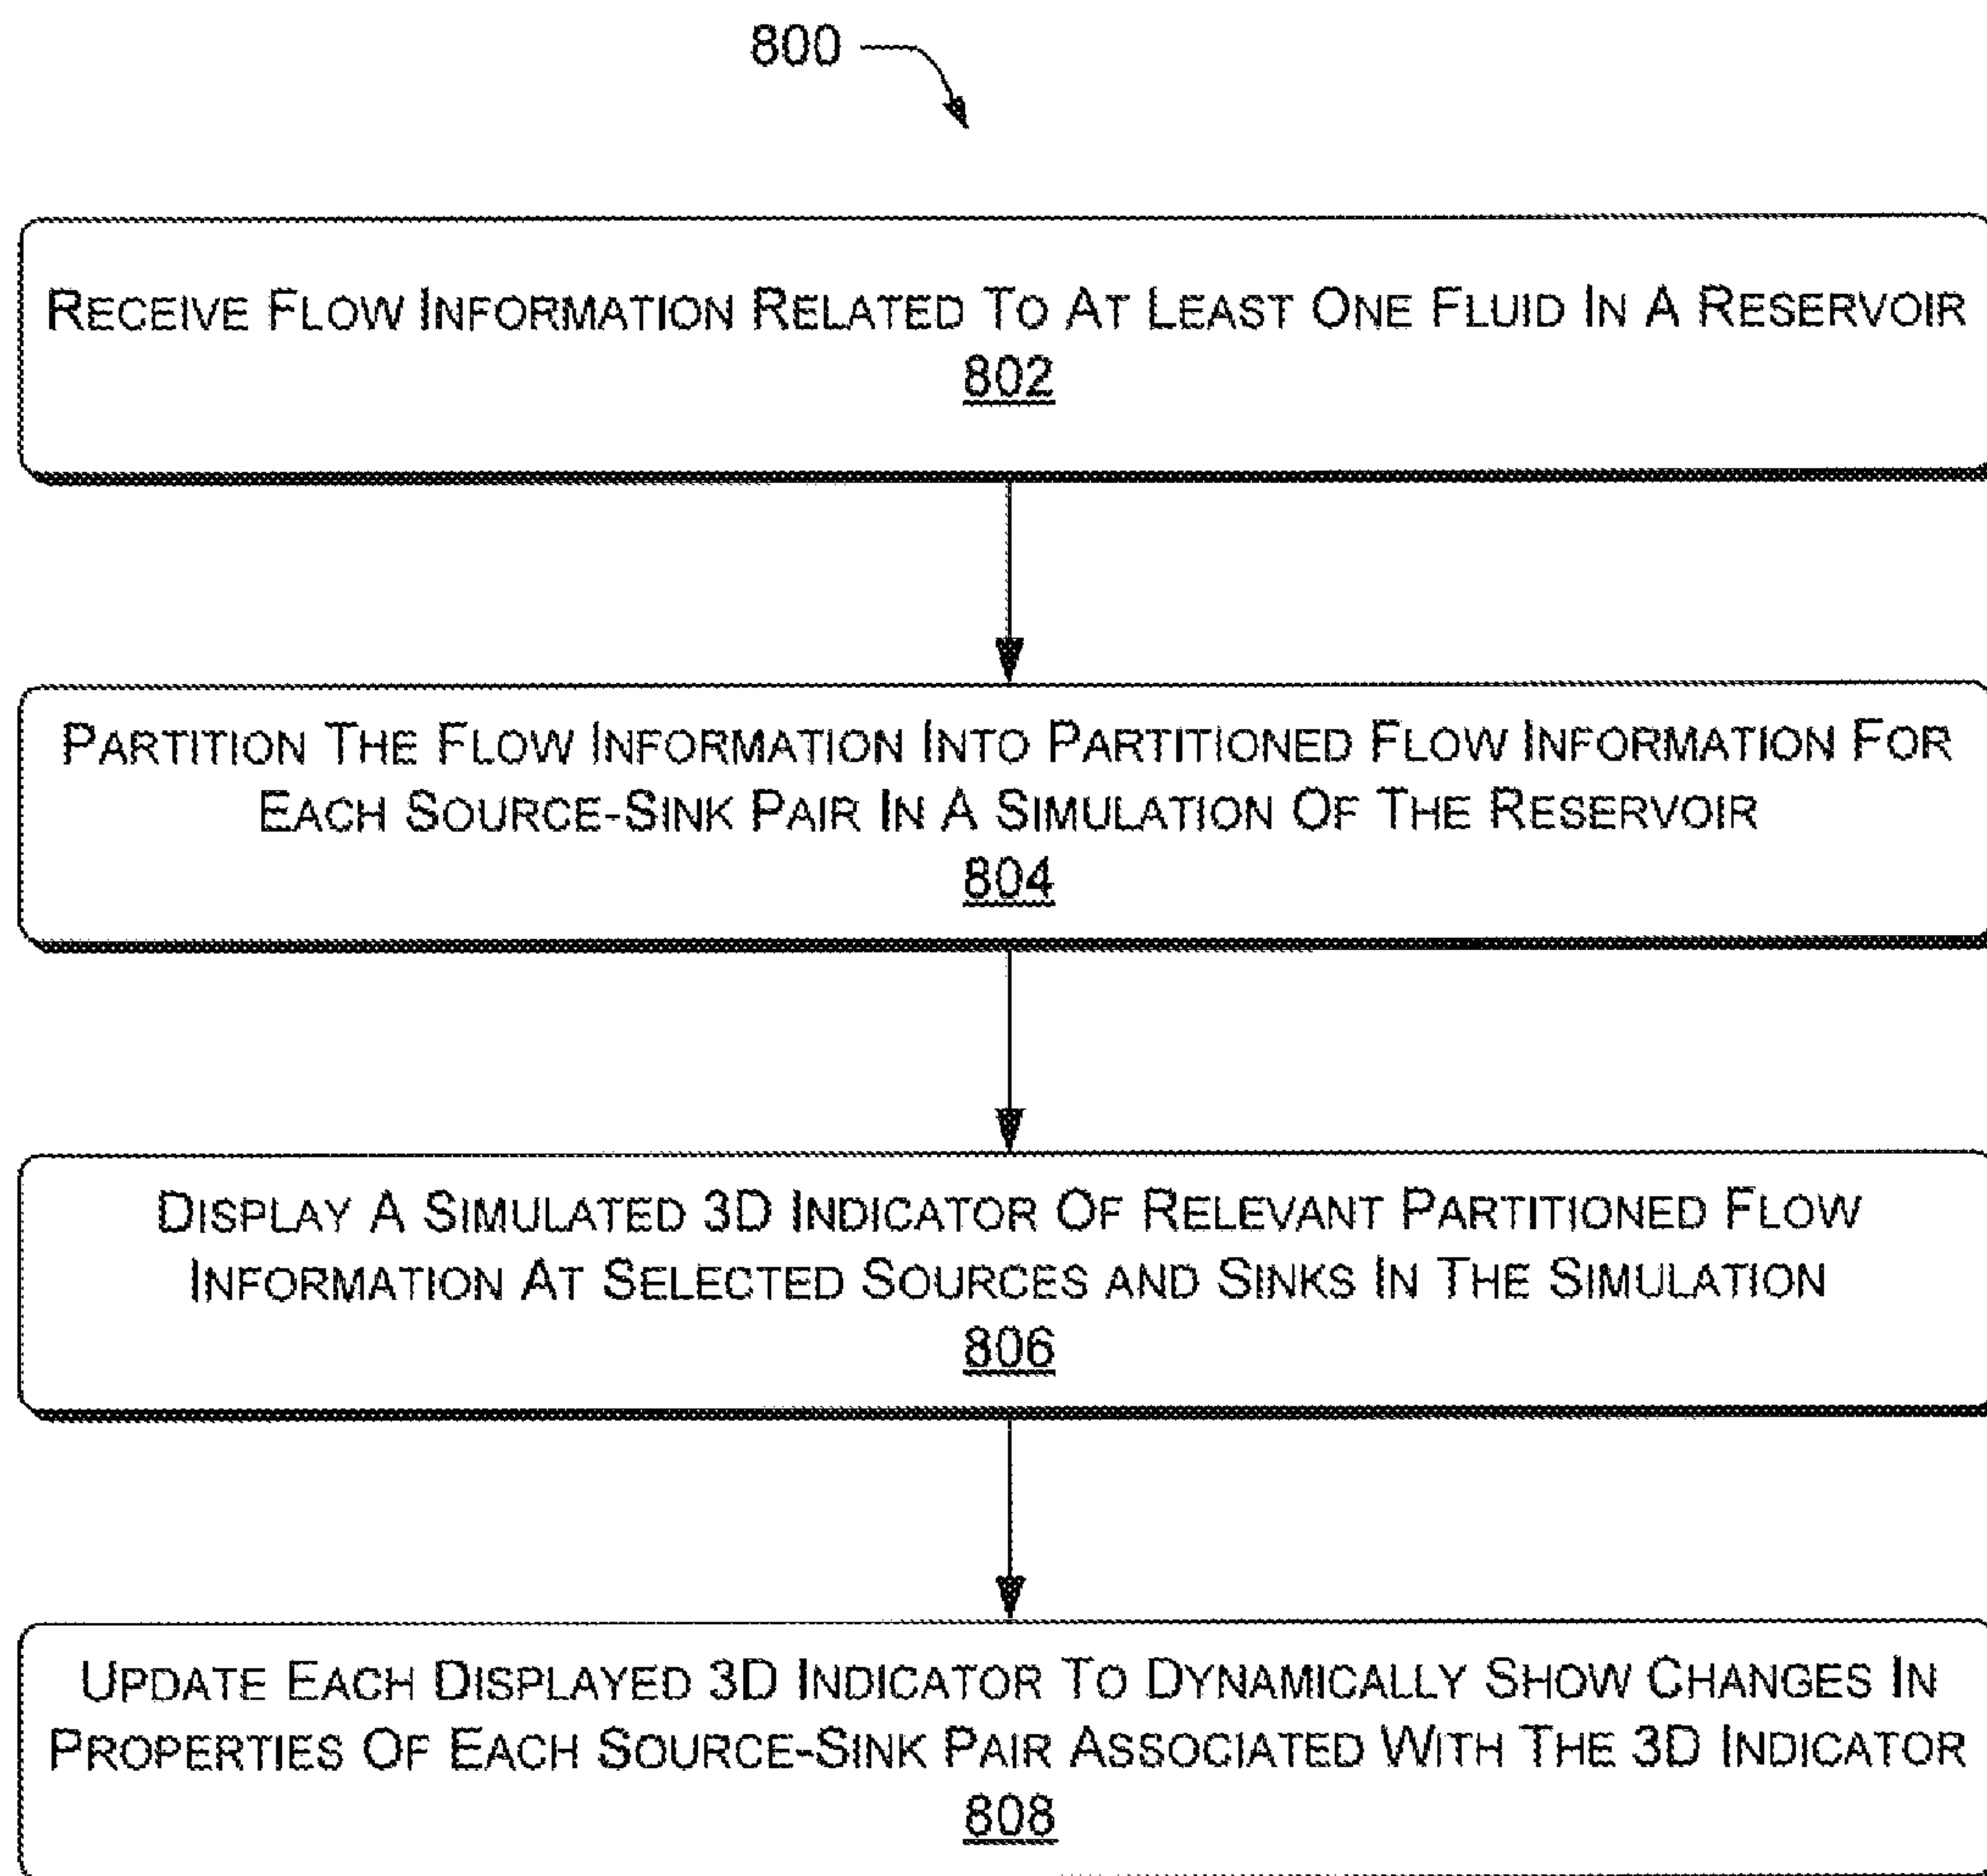 800
RECEIVE FLOW INFORMATION RELATED TO AT LEAST ONE FLUID IN A RESERVOIR
802
PARTITION THE FLOW INFORMATION INTO PARTITIONED FLOW INFORMATION FOR
EACH SOURCE-SINK PAIR IN A SIMULATION OF THE RESERVOIR
804
DISPLAY A SIMULATED 3D INDICATOR OF RELEVANT PARTITIONED FLOW
INFORMATION AT SELECTED SOURCES AND SINKS IN THE SIMULATION
806
UPDATE EACH DISPLAYED 3D INDICATOR TO DYNAMICALLY SHOW CHANGES IN
PROPERTIES OF EACH SOURCE-SINK PAIR ASSOCIATED WITH THE 3D INDICATOR
808